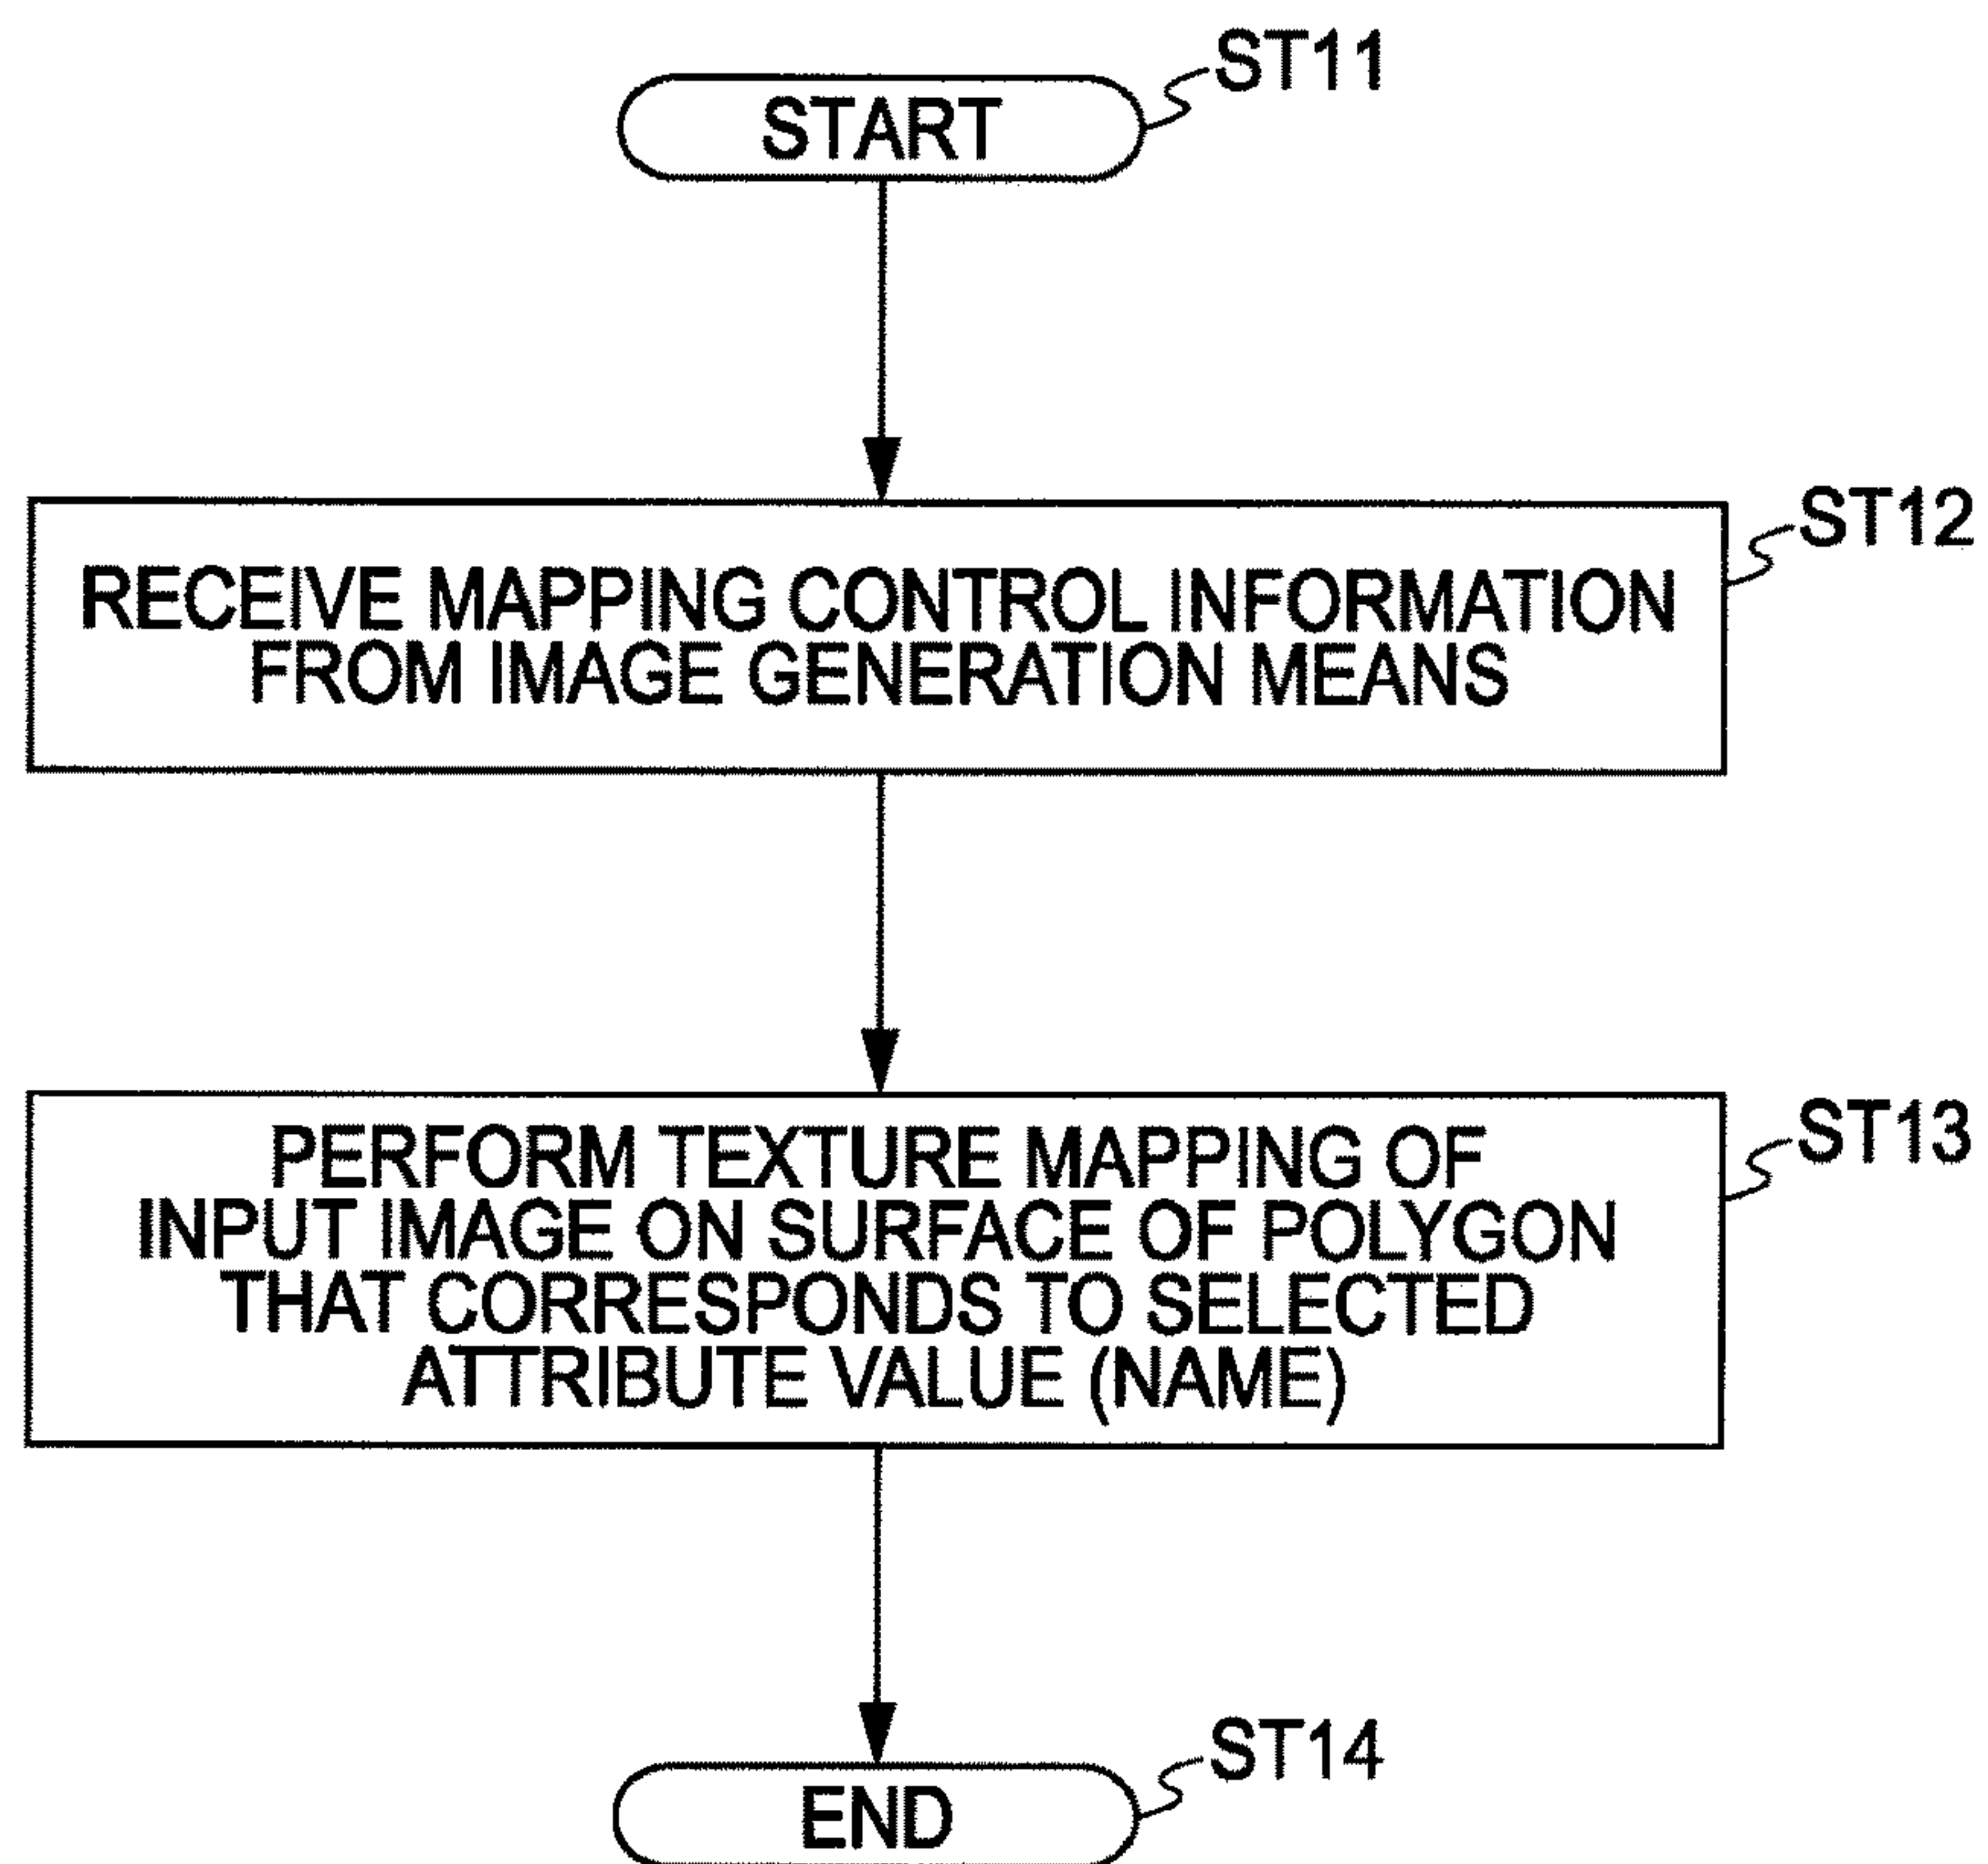 ST11
START
ST12
RECEIVE MAPPING CONTROL INFORMATION
FROM IMAGE GENERATION MEANS
ST13
PERFORM TEXTURE MAPPING OF
INPUT IMAGE ON SURFACE OF POLYGON
THAT CORRESPONDS TO SELECTED
ATTRIBUTE VALUE (NAME)
ST14
END